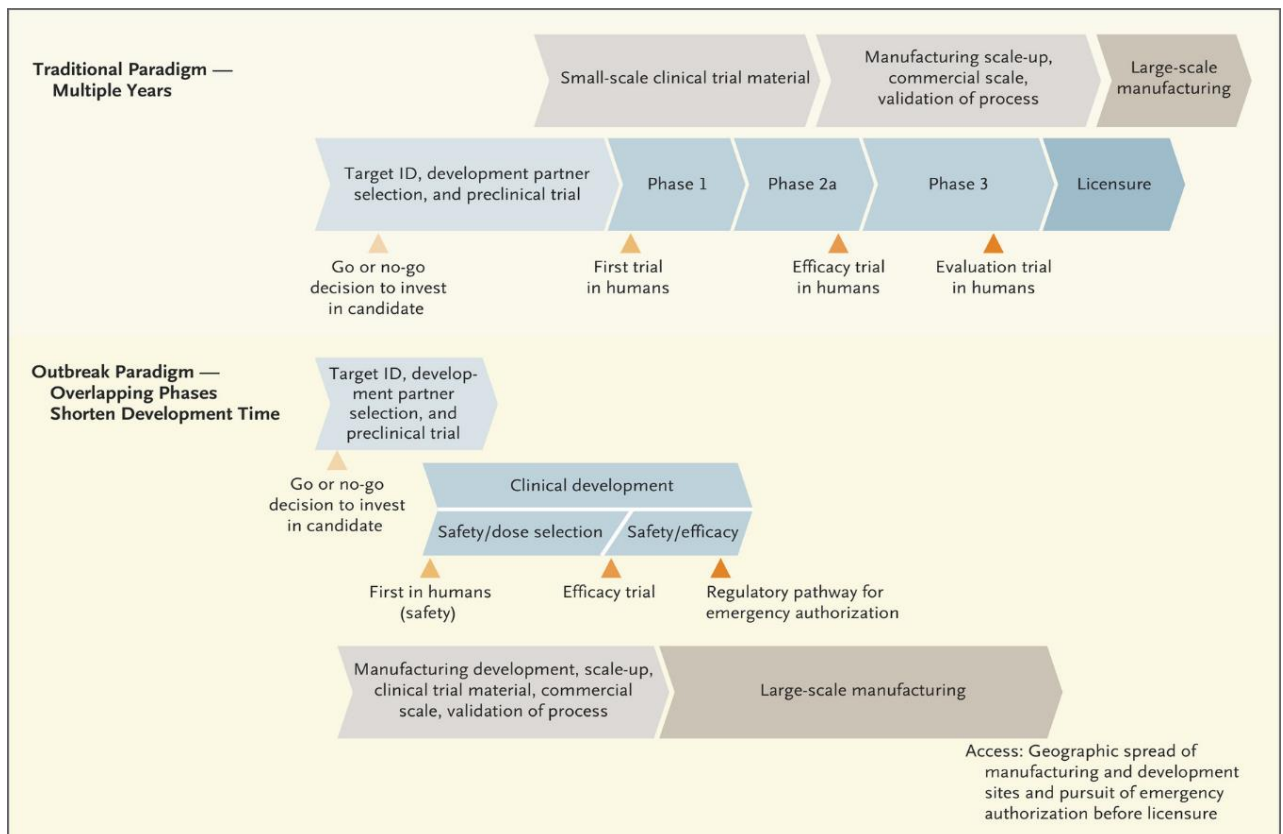 Traditional Paradigm —
Multiple Years
Small-scale clinical trial material
Manufacturing scale-up,
commercial scale,
validation of process
Large-scale
manufacturing
Target ID, development partner
selection, and preclinical trial
Phase 1
Phase 2a
Phase 3
Licensure
Go or no-go
decision to invest
in candidate
First trial
in humans
Efficacy trial
in humans
Evaluation trial
in humans
Outbreak Paradigm —
Overlapping Phases
Shorten Development Time
Target ID, develop-
ment partner
selection, and
preclinical trial
Go or no-go
decision to invest
in candidate
Clinical development
Safety/dose selection
Safety/efficacy
First in humans
(safety)
Efficacy trial
Regulatory pathway for
emergency authorization
Manufacturing development, scale-up,
clinical trial material, commercial
scale, validation of process
Large-scale manufacturing
Access: Geographic spread of
manufacturing and development
sites and pursuit of emergency
authorization before licensure